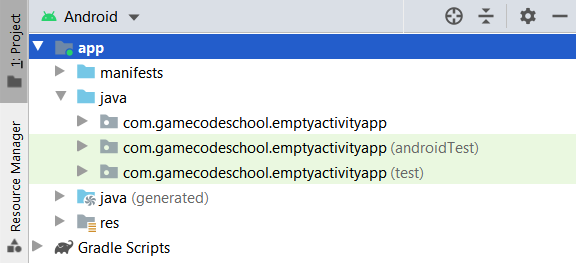 1: Project
Resource Manager
Android
app
manifests
java
com.gamecodeschool.emptyactivityapp
com.gamecodeschool.emptyactivityapp (androidTest)
com.gamecodeschool.emptyactivityapp (test)
java (generated)
res
Gradle Scripts